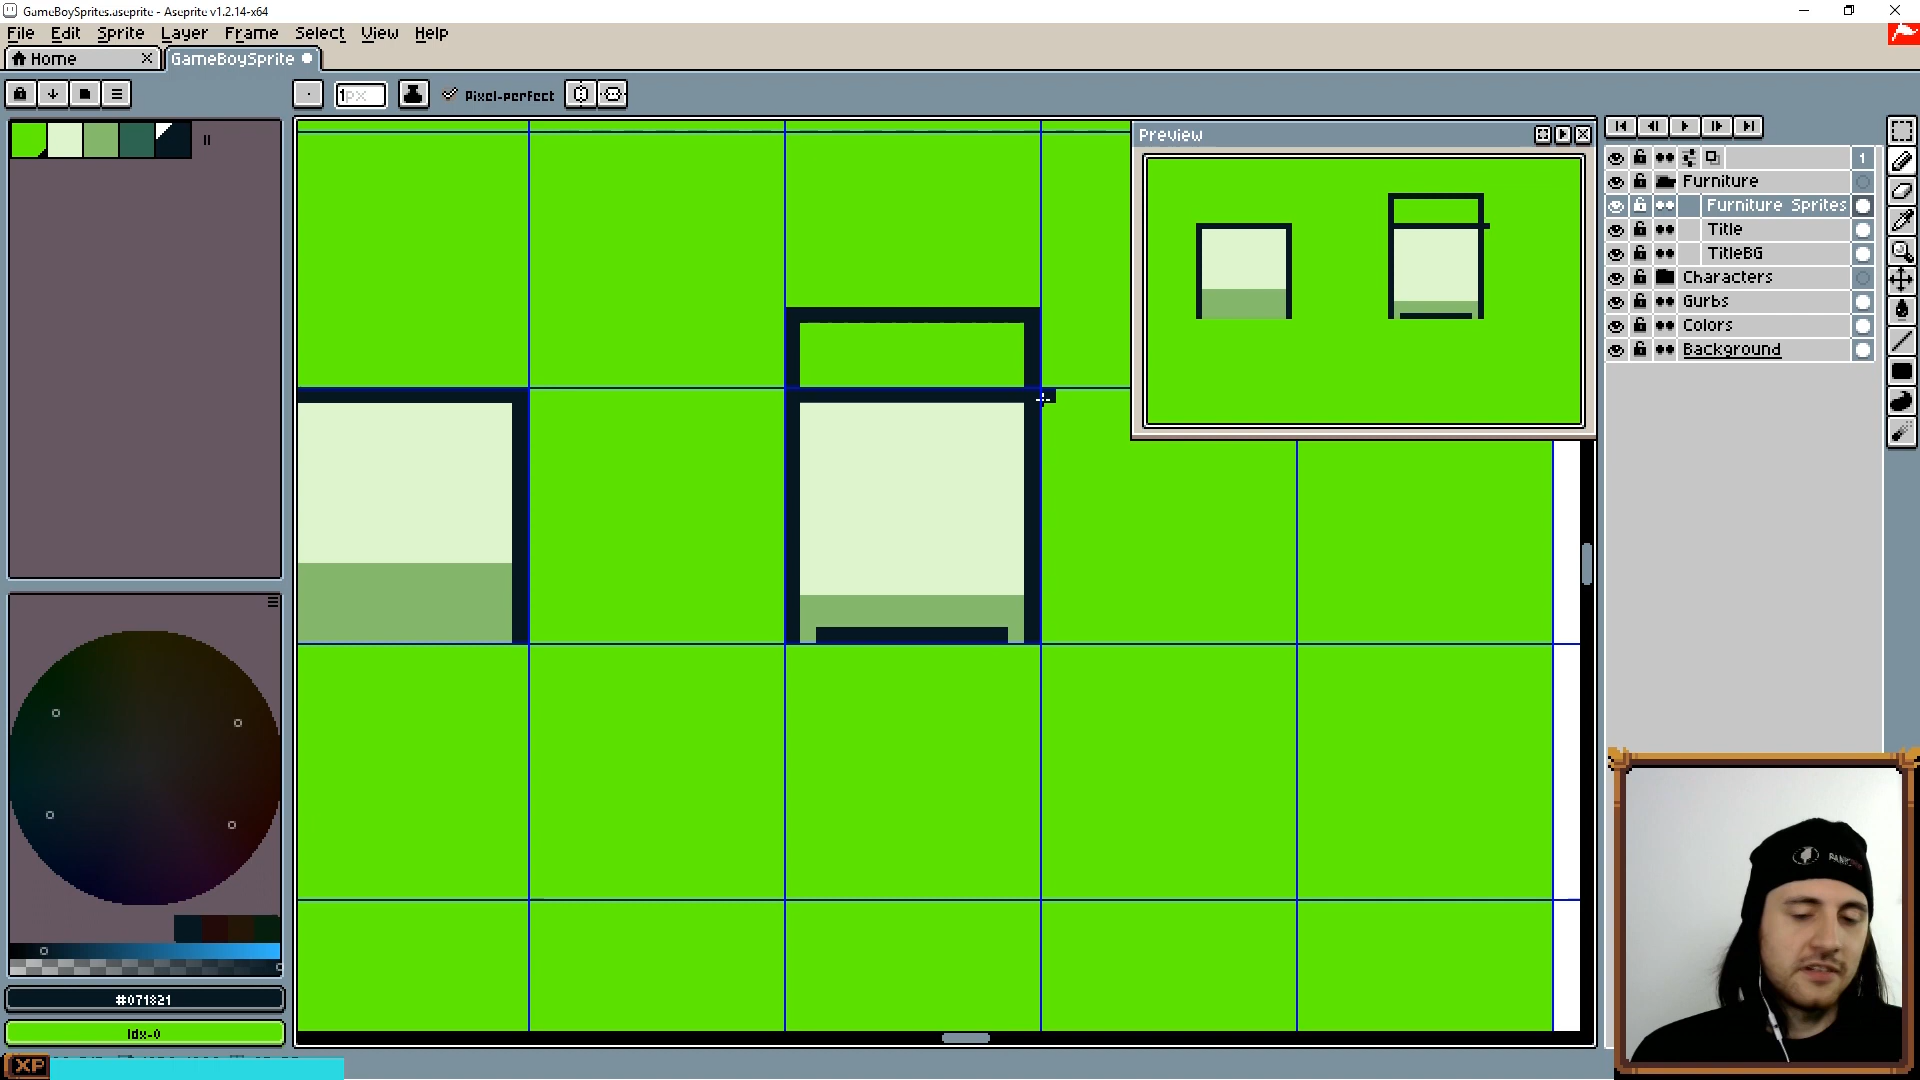 GameBoySprites.aseprite - Aseprite v1.2.14-x64
File Edit Sprite Layer Frame Select View Help
Home
GameBoySprite
1px
Pixel-perfect
Preview
1
Furniture
Furniture Sprites
Title
TitleBG
Characters
Gurbs
Colors
Background
#071821
Idx-0
XP